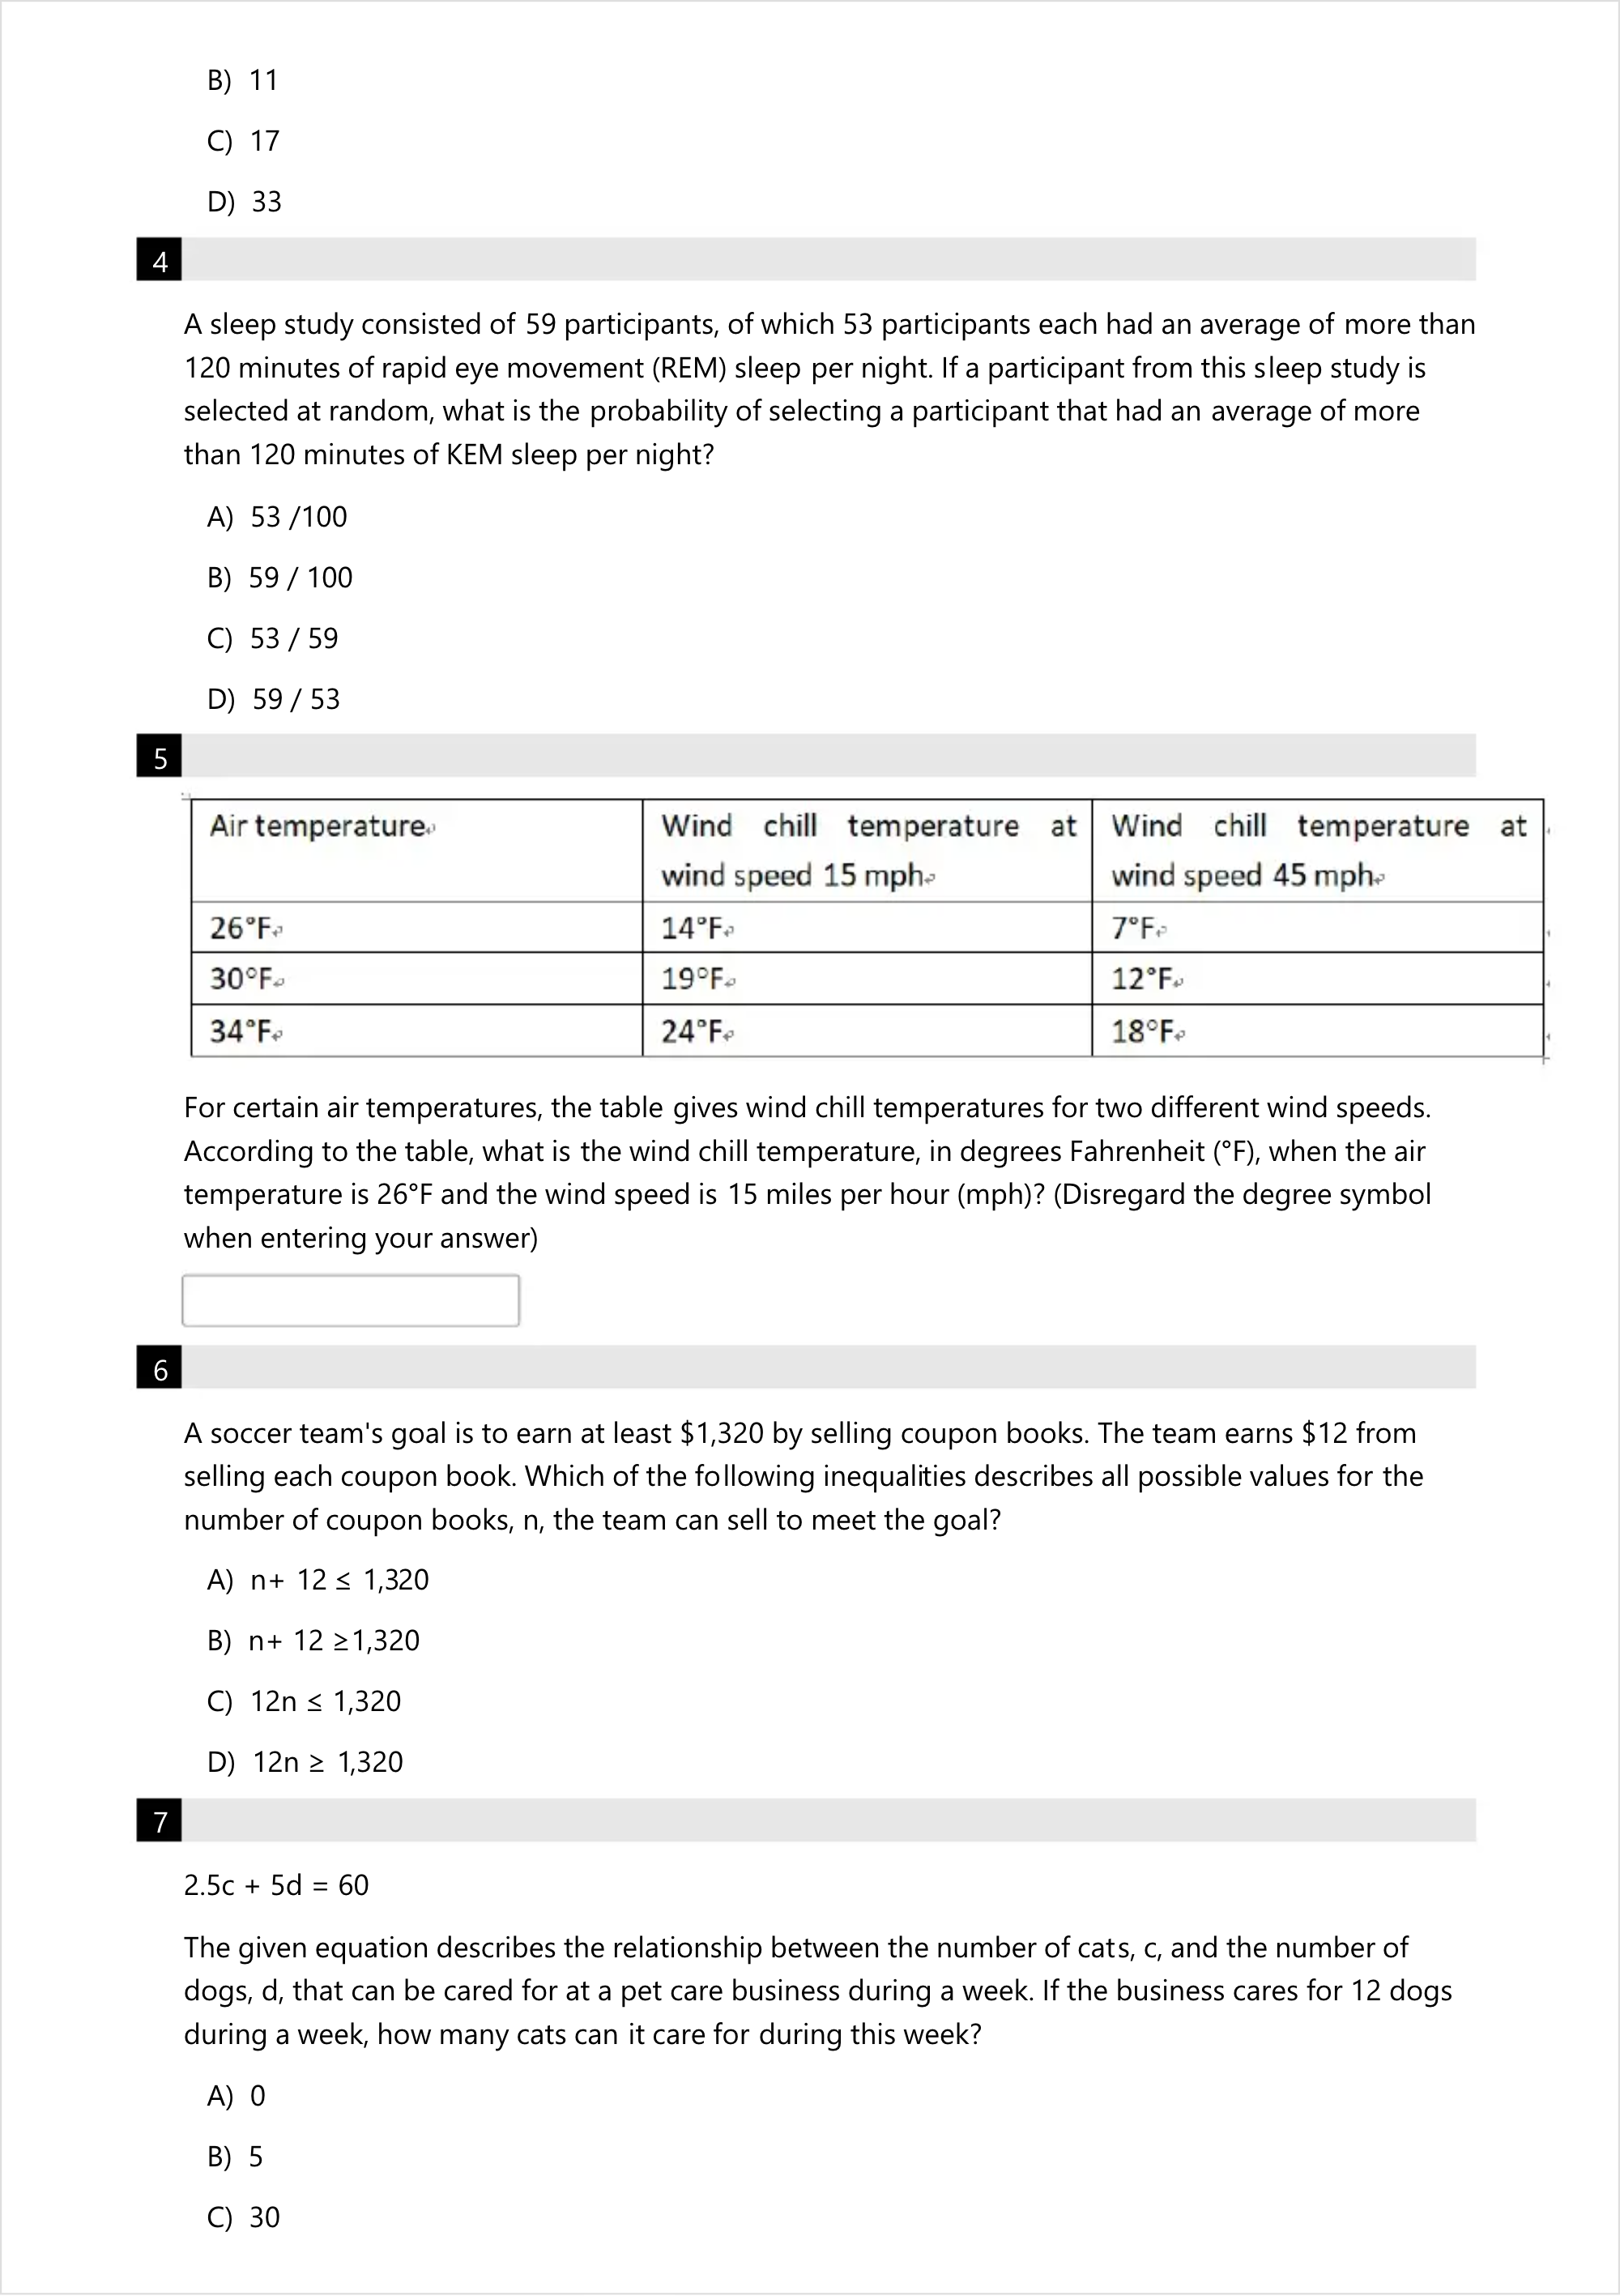 B) 11
C) 17
D) 33
4
A sleep study consisted of 59 participants, of which 53 participants each had an average of more than
120 minutes of rapid eye movement (REM) sleep per night. If a participant from this sleep study is
selected at random, what is the probability of selecting a participant that had an average of more
than 120 minutes of KEM sleep per night?
A) 53 /100
B) 59 / 100
C) 53 / 59
D) 59 / 53
5
Air temperature
Wind chill temperature at
wind speed 15 mph
Wind chill temperature at
wind speed 45 mph
26°F 14°F 7°F
30°F 19°F 12°F
34°F 24°F 18°F
For certain air temperatures, the table gives wind chill temperatures for two different wind speeds.
According to the table, what is the wind chill temperature, in degrees Fahrenheit (°F), when the air
temperature is 26°F and the wind speed is 15 miles per hour (mph)? (Disregard the degree symbol
when entering your answer)
6
A soccer team's goal is to earn at least $1,320 by selling coupon books. The team earns $12 from
selling each coupon book. Which of the following inequalities describes all possible values for the
number of coupon books, n, the team can sell to meet the goal?
A) n+ 12 ≤ 1,320
B) n+ 12 ≥1,320
C) 12n ≤ 1,320
D) 12n ≥ 1,320
7
2.5c + 5d = 60
The given equation describes the relationship between the number of cats, c, and the number of
dogs, d, that can be cared for at a pet care business during a week. If the business cares for 12 dogs
during a week, how many cats can it care for during this week?
A) 0
B) 5
C) 30